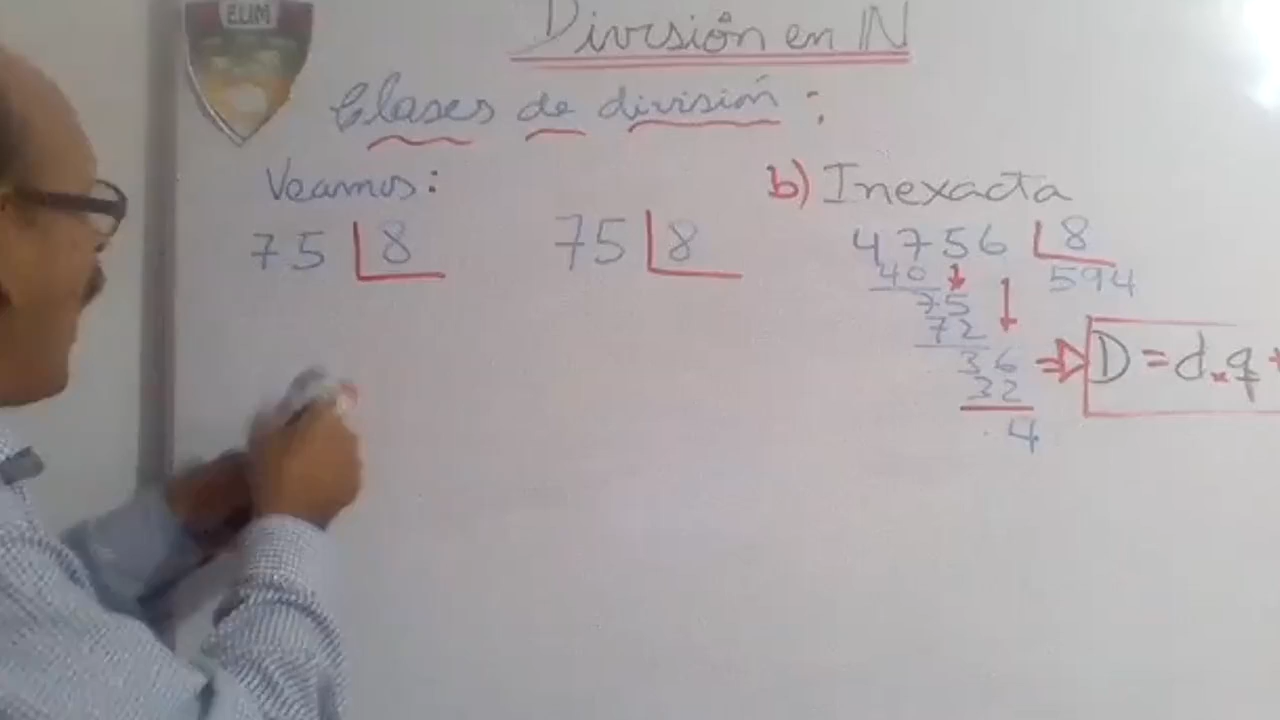 ELIM
División en N
Clases de división:
Veamos:
75 8
75 8
b) Inexacta
4756 8
40 594
75
72
36
32
4
⇒ D = d.q +